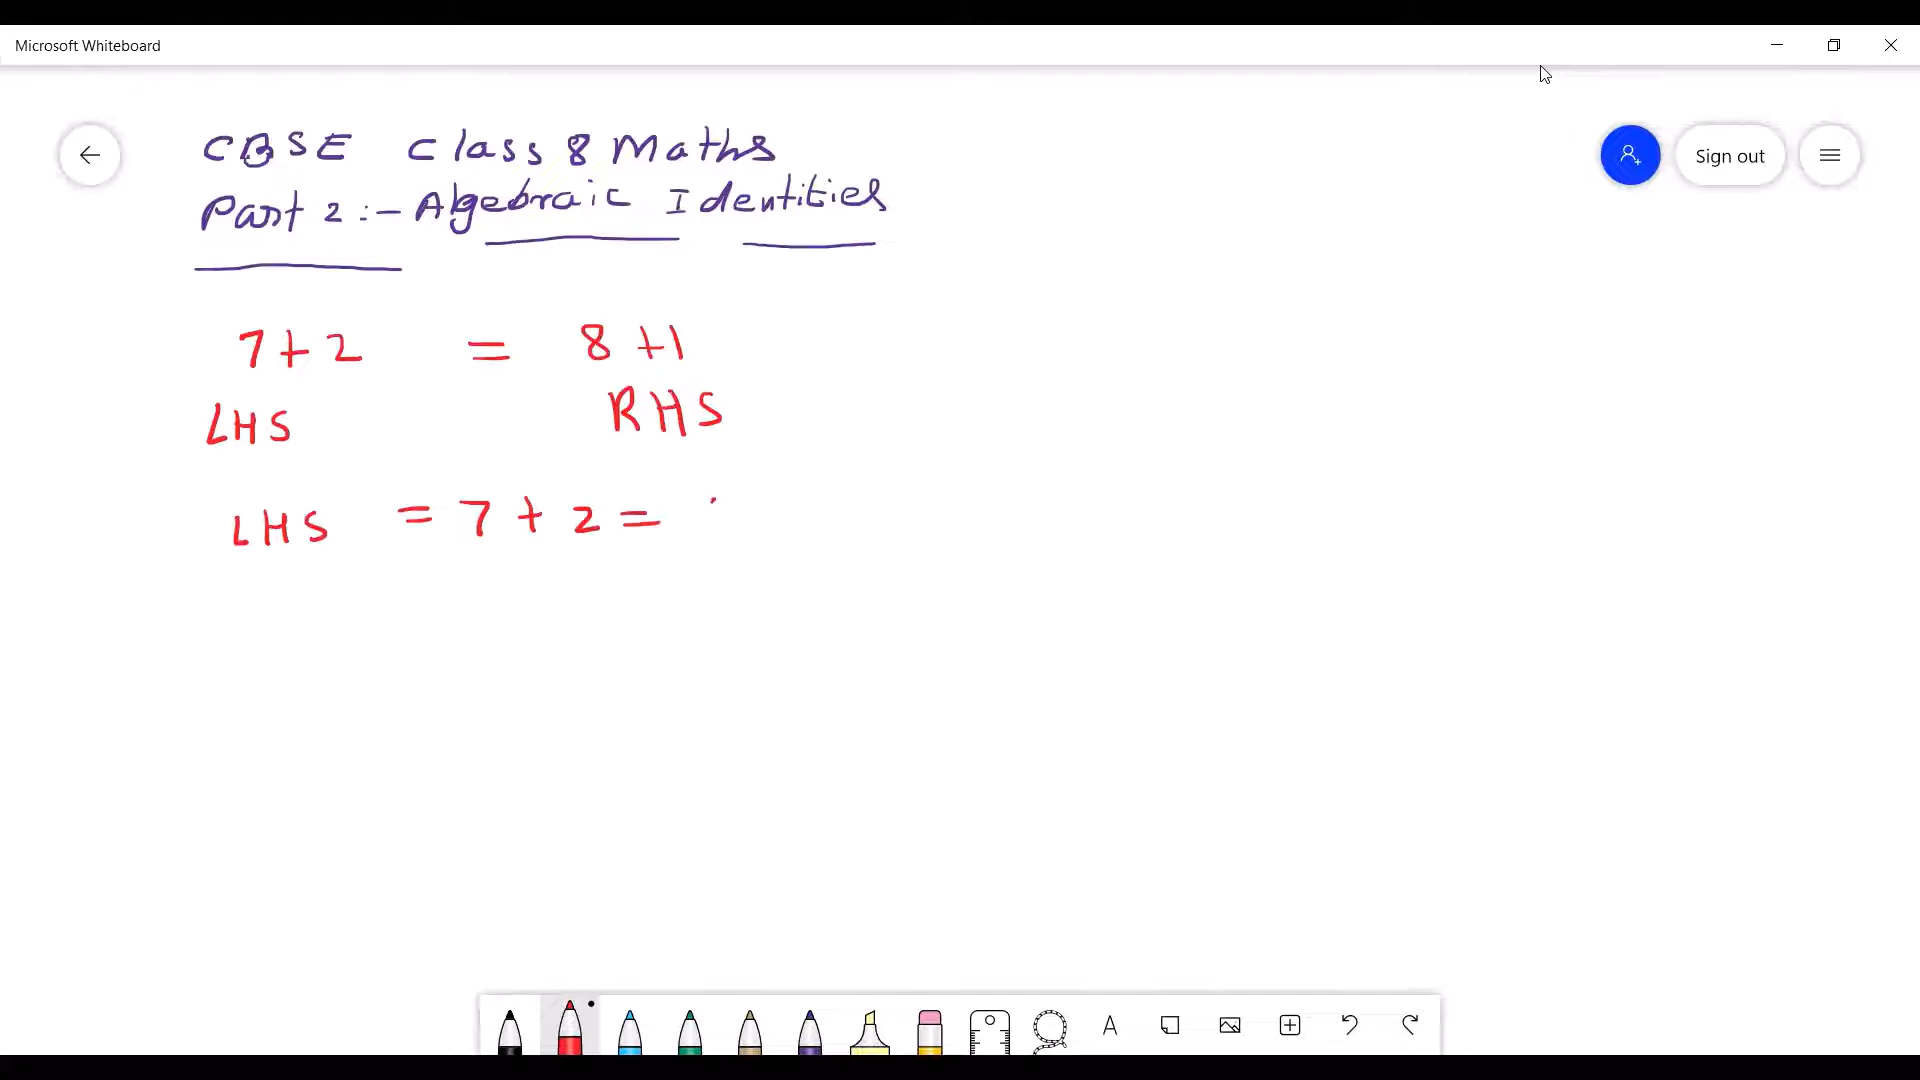 Microsoft Whiteboard
Sign out
CBSE Class 8 Maths
Part 2 :- Algebraic Identities
7+2 = 8+1
LHS RHS
LHS = 7 + 2 =
A